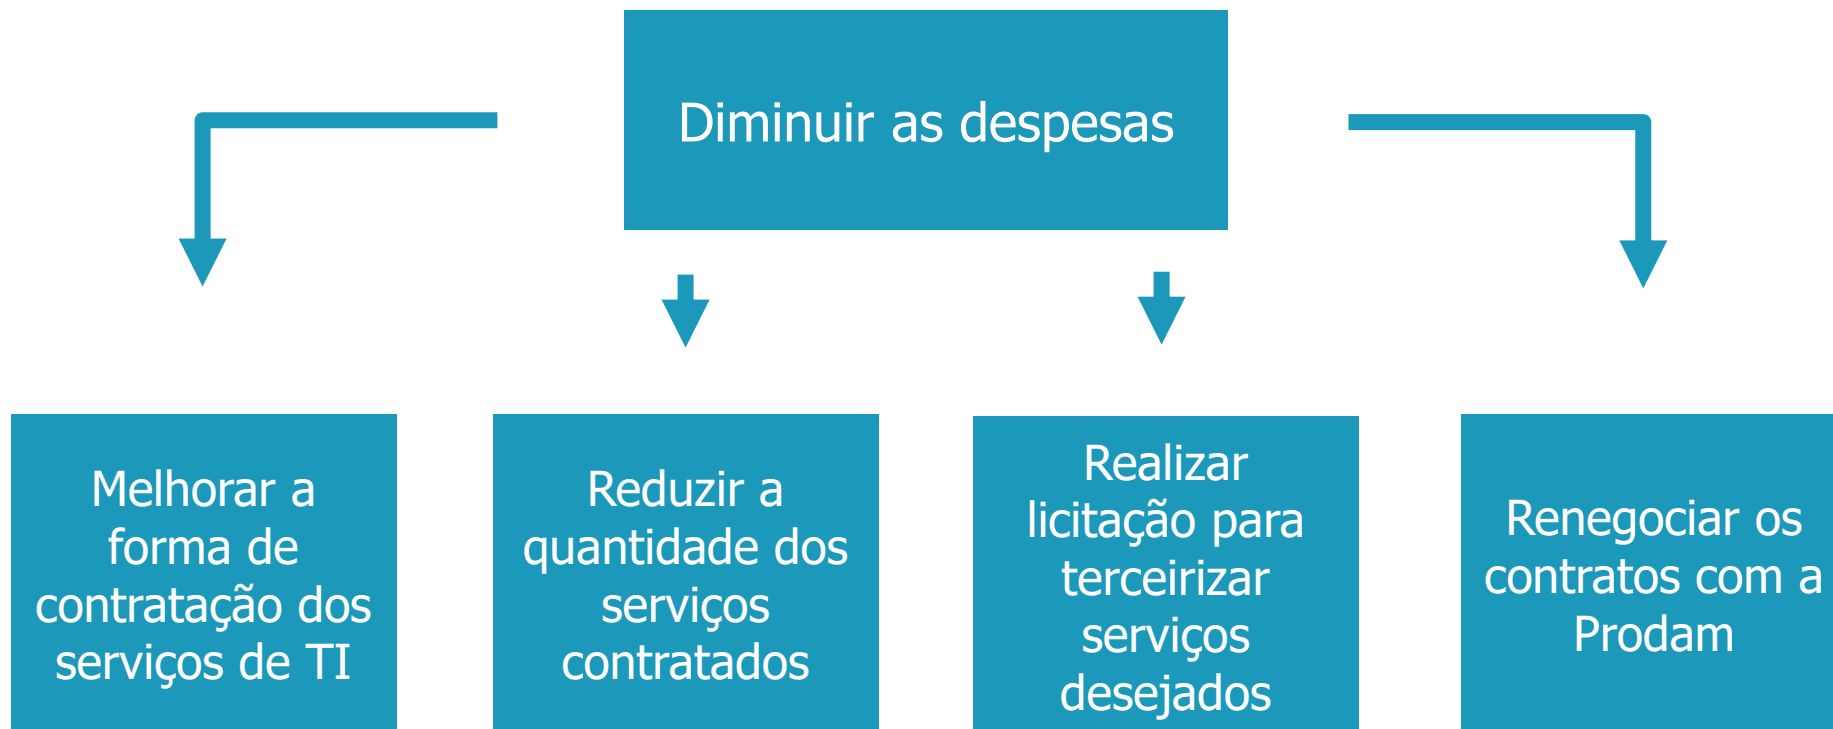 Diminuir as despesas
Melhorar a
forma de
contratação dos
serviços de TI
Reduzir a
quantidade dos
serviços
contratados
Realizar
licitação para
terceirizar
serviços
desejados
Renegociar os
contratos com a
Prodam